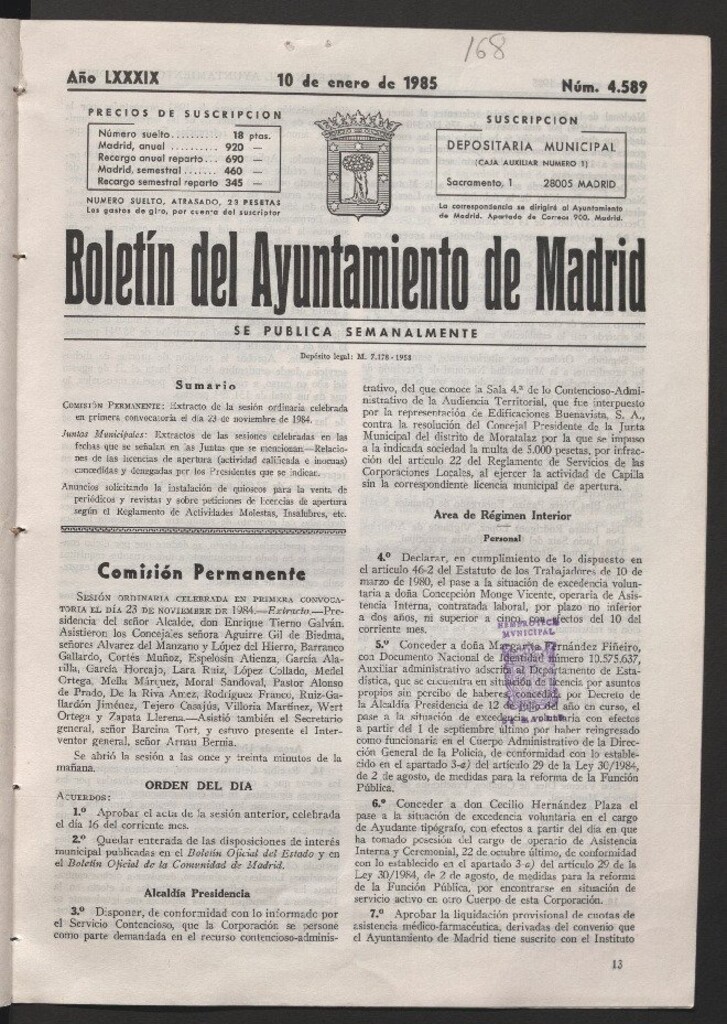 168
Año LXXXIX
10 de enero de 1985
Núm. 4.589
PRECIOS DE SUSCRIPCION
Número suelto.......... 18 ptas.
Madrid, anual .......... 920 —
Recargo anual reparto... 690 —
Madrid, semestral ....... 460 —
Recargo semestral reparto 345 —
NUMERO SUELTO, ATRASADO, 23 PESETAS
Los gastos de giro, por cuenta del suscriptor
SUSCRIPCION
DEPOSITARIA MUNICIPAL
(CAJA AUXILIAR NUMERO 1)
Sacramento, 1 28005 MADRID
La correspondencia se dirigirá al Ayuntamiento
de Madrid. Apartado de Correos 900, Madrid.
Boletín del Ayuntamiento de Madrid
SE PUBLICA SEMANALMENTE
Depósito legal: M. 7.178 - 1958
Sumario
COMISIÓN PERMANENTE: Extracto de la sesión ordinaria celebrada
en primera convocatoria el día 23 de noviembre de 1984.
Juntas Municipales: Extractos de las sesiones celebradas en las
fechas que se señalan en las Juntas que se mencionan.—Relacio-
nes de las licencias de apertura (actividad calificada e inocuas)
concedidas y denegadas por los Presidentes que se indican.
Anuncios solicitando la instalación de quioscos para la venta de
periódicos y revistas y sobre peticiones de licencias de apertura
según el Reglamento de Actividades Molestas, Insalubres, etc.
Comisión Permanente
SESIÓN ORDINARIA CELEBRADA EN PRIMERA CONVOCA-
TORIA EL DÍA 23 DE NOVIEMBRE DE 1984.—Extracto.—Pre-
sidencia del señor Alcalde, don Enrique Tierno Galván.
Asistieron los Concejales señora Aguirre Gil de Biedma,
señores Alvarez del Manzano y López del Hierro, Barranco
Gallardo, Cortés Muñoz, Espelosín Atienza, García Ala-
rilla, García Horcajo, Lara Ruiz, López Collado, Medel
Ortega, Mella Márquez, Moral Sandoval, Pastor Alonso
de Prado, De la Riva Amez, Rodríguez Franco, Ruiz-Ga-
llardón Jiménez, Tejero Casajús, Villoria Martínez, Wert
Ortega y Zapata Llerena.—Asistió también el Secretario
general, señor Barcina Tort, y estuvo presente el Inter-
ventor general, señor Arnau Bernia.
Se abrió la sesión a las once y treinta minutos de la
mañana.
ORDEN DEL DIA
ACUERDOS:
1.º Aprobar el acta de la sesión anterior, celebrada
el día 16 del corriente mes.
2.º Quedar enterada de las disposiciones de interés
municipal publicadas en el Boletín Oficial del Estado y en
el Boletín Oficial de la Comunidad de Madrid.
Alcaldía Presidencia
3.º Disponer, de conformidad con lo informado por
el Servicio Contencioso, que la Corporación se persone
como parte demandada en el recurso contencioso-adminis-
trativo, del que conoce la Sala 4.ª de lo Contencioso-Admi-
nistrativo de la Audiencia Territorial, que fue interpuesto
por la representación de Edificaciones Buenavista, S. A.,
contra la resolución del Concejal Presidente de la Junta
Municipal del distrito de Moratalaz por la que se impuso
a la indicada sociedad la multa de 5.000 pesetas, por infrac-
ción del artículo 22 del Reglamento de Servicios de las
Corporaciones Locales, al ejercer la actividad de Capilla
sin la correspondiente licencia municipal de apertura.
Area de Régimen Interior
Personal
4.º Declarar, en cumplimiento de lo dispuesto en
el artículo 46-2 del Estatuto de los Trabajadores de 10 de
marzo de 1980, el pase a la situación de excedencia volun-
taria a doña Concepción Monge Vicente, operaria de Asis-
tencia Interna, contratada laboral, por plazo no inferior
a dos años, ni superior a cinco, con efectos del 10 del
corriente mes.
5.º Conceder a doña Margarita Fernández Fiñeiro,
con Documento Nacional de Identidad número 10.575.637,
Auxiliar administrativo adscrita al Departamento de Esta-
dística, que se encuentra en situación de licencia por asuntos
propios sin percibo de haberes concedida por Decreto de
la Alcaldía Presidencia de 12 de julio del año en curso, el
pase a la situación de excedencia voluntaria con efectos
a partir del 1 de septiembre último por haber reingresado
como funcionaria en el Cuerpo Administrativo de la Direc-
ción General de la Policía, de conformidad con lo estable-
cido en el apartado 3-a) del artículo 29 de la Ley 30/1984,
de 2 de agosto, de medidas para la reforma de la Función
Pública.
6.º Conceder a don Cecilio Hernández Plaza el
pase a la situación de excedencia voluntaria en el cargo
de Ayudante tipógrafo, con efectos a partir del día en que
ha tomado posesión del cargo de operario de Asistencia
Interna y Ceremonial, 22 de octubre último, de conformidad
con lo establecido en el apartado 3-a) del artículo 29 de la
Ley 30/1984, de 2 de agosto, de medidas para la reforma
de la Función Pública, por encontrarse en situación de
servicio activo en otro Cuerpo de esta Corporación.
7.º Aprobar la liquidación provisional de cuotas de
asistencia médico-farmacéutica, derivadas del convenio que
el Ayuntamiento de Madrid tiene suscrito con el Instituto
HEMEROTECA
MVNICIPAL
13